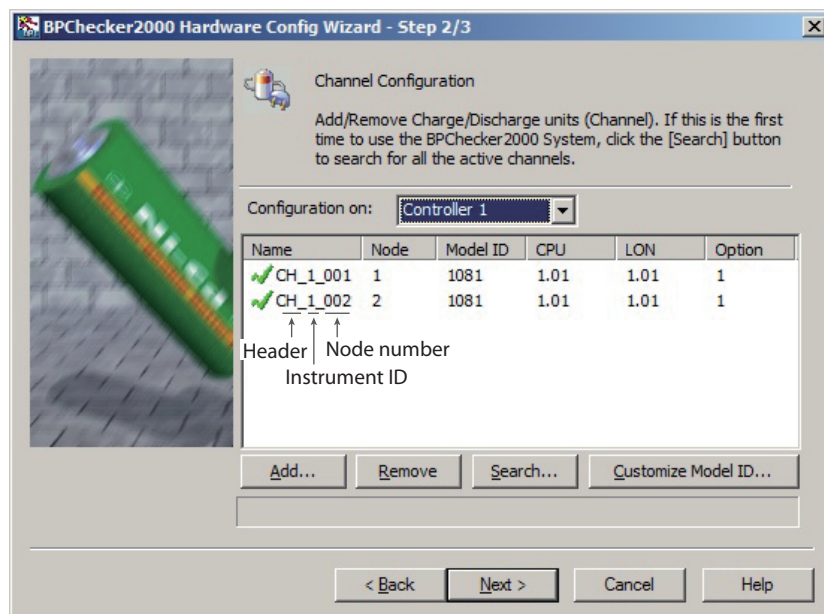 BPChecker2000 Hardware Config Wizard - Step 2/3
Channel Configuration
Add/Remove Charge/Discharge units (Channel). If this is the first
time to use the BPChecker2000 System, click the [Search] button
to search for all the active channels.
Configuration on: Controller 1
Name Node Model ID CPU LON Option
CH_1_001 1 1081 1.01 1.01 1
CH_1_002 2 1081 1.01 1.01 1
Header Node number
Instrument ID
Add... Remove Search... Customize Model ID...
< Back Next > Cancel Help